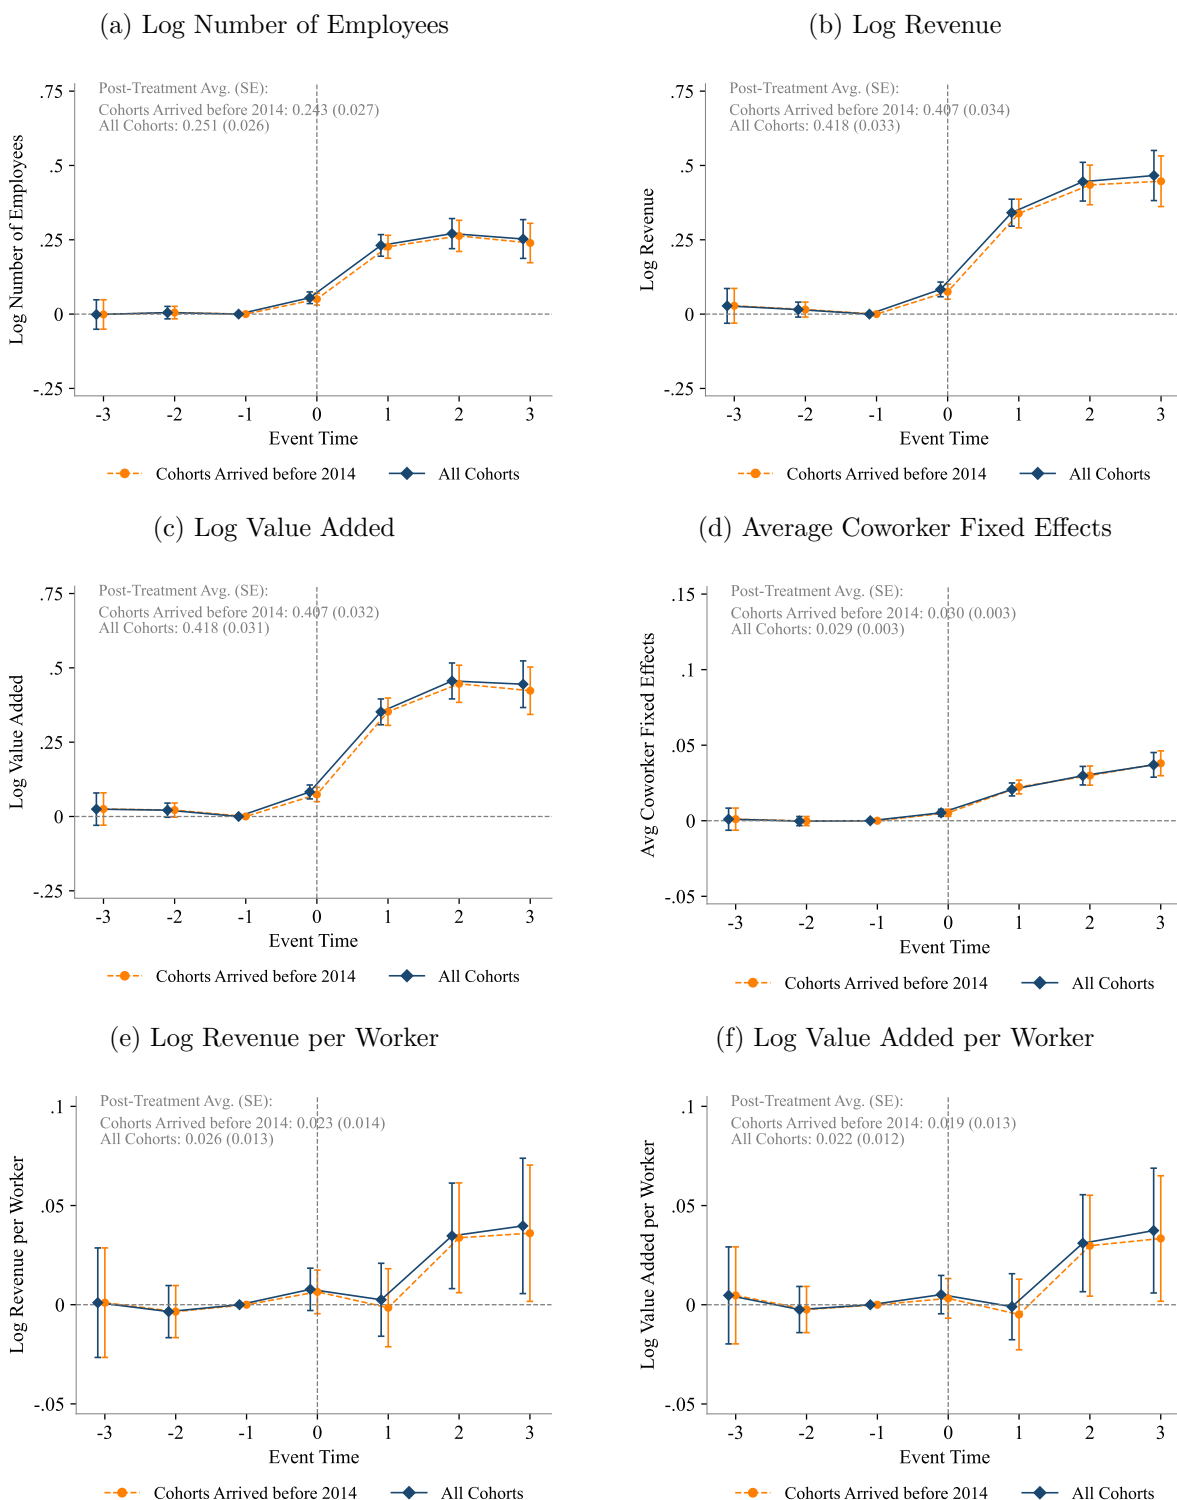 (a) Log Number of Employees
Post-Treatment Avg. (SE):
Cohorts Arrived before 2014: 0.243 (0.027)
All Cohorts: 0.251 (0.026)
Log Number of Employees
.75
.5
.25
0
-.25
-3 -2 -1 0 1 2 3
Event Time
Cohorts Arrived before 2014 All Cohorts
(b) Log Revenue
Post-Treatment Avg. (SE):
Cohorts Arrived before 2014: 0.407 (0.034)
All Cohorts: 0.418 (0.033)
Log Revenue
.75
.5
.25
0
-.25
-3 -2 -1 0 1 2 3
Event Time
Cohorts Arrived before 2014 All Cohorts
(c) Log Value Added
Post-Treatment Avg. (SE):
Cohorts Arrived before 2014: 0.407 (0.032)
All Cohorts: 0.418 (0.031)
Log Value Added
.75
.5
.25
0
-.25
-3 -2 -1 0 1 2 3
Event Time
Cohorts Arrived before 2014 All Cohorts
(d) Average Coworker Fixed Effects
Post-Treatment Avg. (SE):
Cohorts Arrived before 2014: 0.030 (0.003)
All Cohorts: 0.029 (0.003)
Avg Coworker Fixed Effects
.15
.1
.05
0
-.05
-3 -2 -1 0 1 2 3
Event Time
Cohorts Arrived before 2014 All Cohorts
(e) Log Revenue per Worker
Post-Treatment Avg. (SE):
Cohorts Arrived before 2014: 0.023 (0.014)
All Cohorts: 0.026 (0.013)
Log Revenue per Worker
.1
.05
0
-.05
-3 -2 -1 0 1 2 3
Event Time
Cohorts Arrived before 2014 All Cohorts
(f) Log Value Added per Worker
Post-Treatment Avg. (SE):
Cohorts Arrived before 2014: 0.019 (0.013)
All Cohorts: 0.022 (0.012)
Log Value Added per Worker
.1
.05
0
-.05
-3 -2 -1 0 1 2 3
Event Time
Cohorts Arrived before 2014 All Cohorts